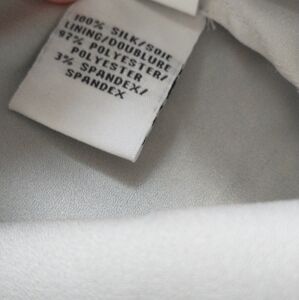 100% SILK/SOIE
LINING/DOUBLURE
97% POLYESTER/
POLYESTER
3% SPANDEX/
SPANDEX